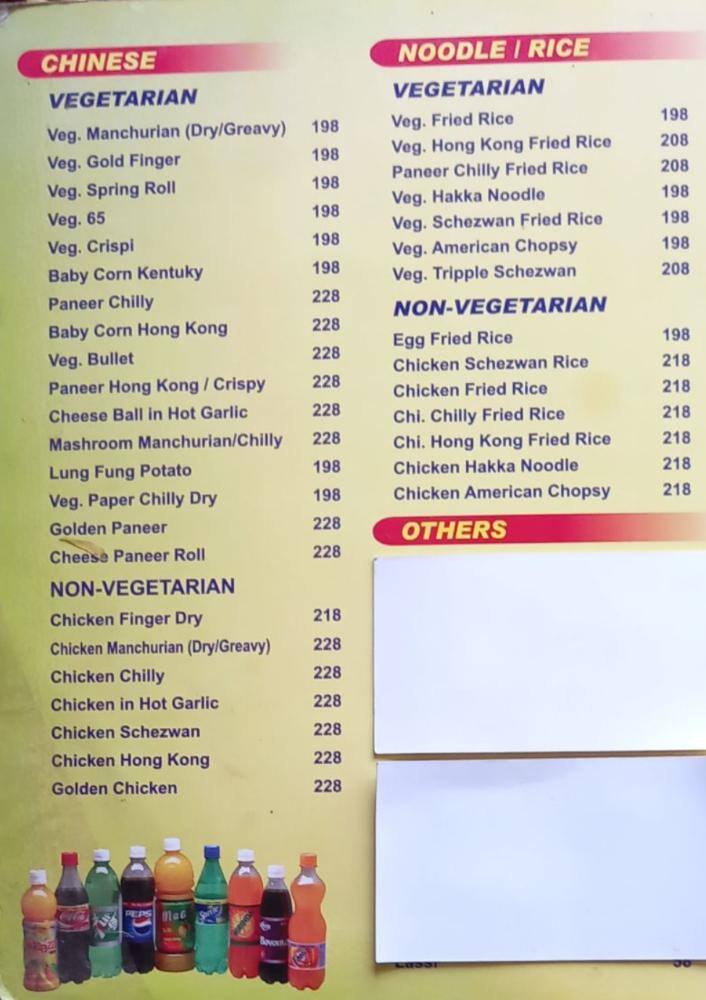 CHINESE
VEGETARIAN
Veg. Manchurian (Dry/Greavy) 198
Veg. Gold Finger 198
Veg. Spring Roll 198
Veg. 65 198
Veg. Crispi 198
Baby Corn Kentuky 198
Paneer Chilly 228
Baby Corn Hong Kong 228
Veg. Bullet 228
Paneer Hong Kong / Crispy 228
Cheese Ball in Hot Garlic 228
Mashroom Manchurian/Chilly 228
Lung Fung Potato 198
Veg. Paper Chilly Dry 198
Golden Paneer 228
Cheese Paneer Roll 228
NON-VEGETARIAN
Chicken Finger Dry 218
Chicken Manchurian (Dry/Greavy) 228
Chicken Chilly 228
Chicken in Hot Garlic 228
Chicken Schezwan 228
Chicken Hong Kong 228
Golden Chicken 228
NOODLE / RICE
VEGETARIAN
Veg. Fried Rice 198
Veg. Hong Kong Fried Rice 208
Paneer Chilly Fried Rice 208
Veg. Hakka Noodle 198
Veg. Schezwan Fried Rice 198
Veg. American Chopsy 198
Veg. Tripple Schezwan 208
NON-VEGETARIAN
Egg Fried Rice 198
Chicken Schezwan Rice 218
Chicken Fried Rice 218
Chi. Chilly Fried Rice 218
Chi. Hong Kong Fried Rice 218
Chicken Hakka Noodle 218
Chicken American Chopsy 218
OTHERS
Lassi
PEPSI